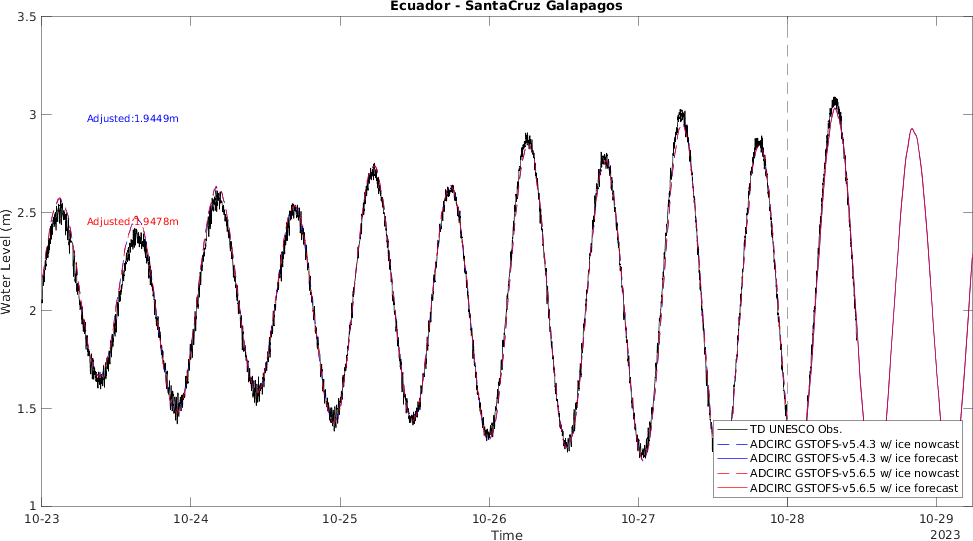 Ecuador - SantaCruz Galapagos
3.5
3
2.5
2
1.5
1
Water Level (m)
Adjusted:1.9449m
Adjusted:1.9478m
TD UNESCO Obs.
ADCIRC GSTOFS-v5.4.3 w/ ice nowcast
ADCIRC GSTOFS-v5.4.3 w/ ice forecast
ADCIRC GSTOFS-v5.6.5 w/ ice nowcast
ADCIRC GSTOFS-v5.6.5 w/ ice forecast
10-23 10-24 10-25 10-26 10-27 10-28 10-29
Time
2023